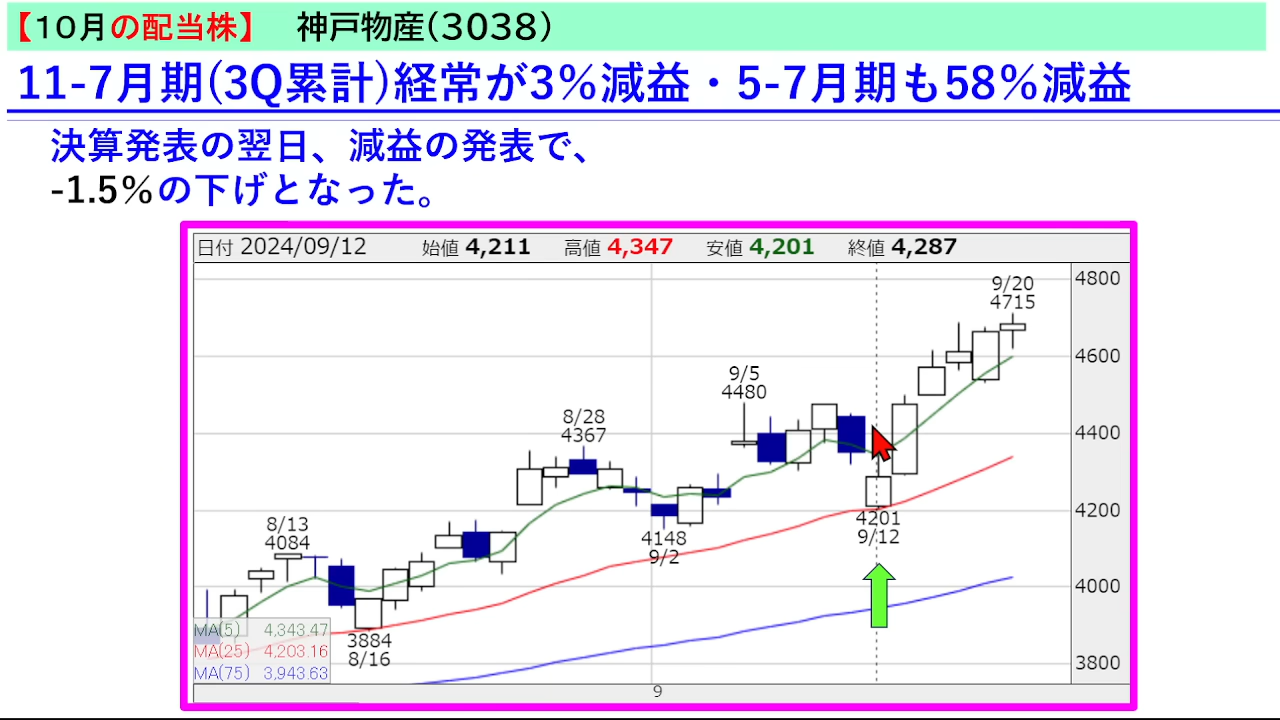 【10月の配当株】　神戸物産(3038)
11-7月期(3Q累計)経常が3%減益・5-7月期も58%減益
決算発表の翌日、減益の発表で、
-1.5%の下げとなった。
日付 2024/09/12 始値 4,211 高値 4,347 安値 4,201 終値 4,287
4800
9/20
4715
4600
9/5
4480
8/28
4367
4400
4201
9/12
4200
4148
9/2
8/13
4084
4000
3884
8/16
3800
MA(5) 4,343.47
MA(25) 4,203.16
MA(75) 3,943.63
9